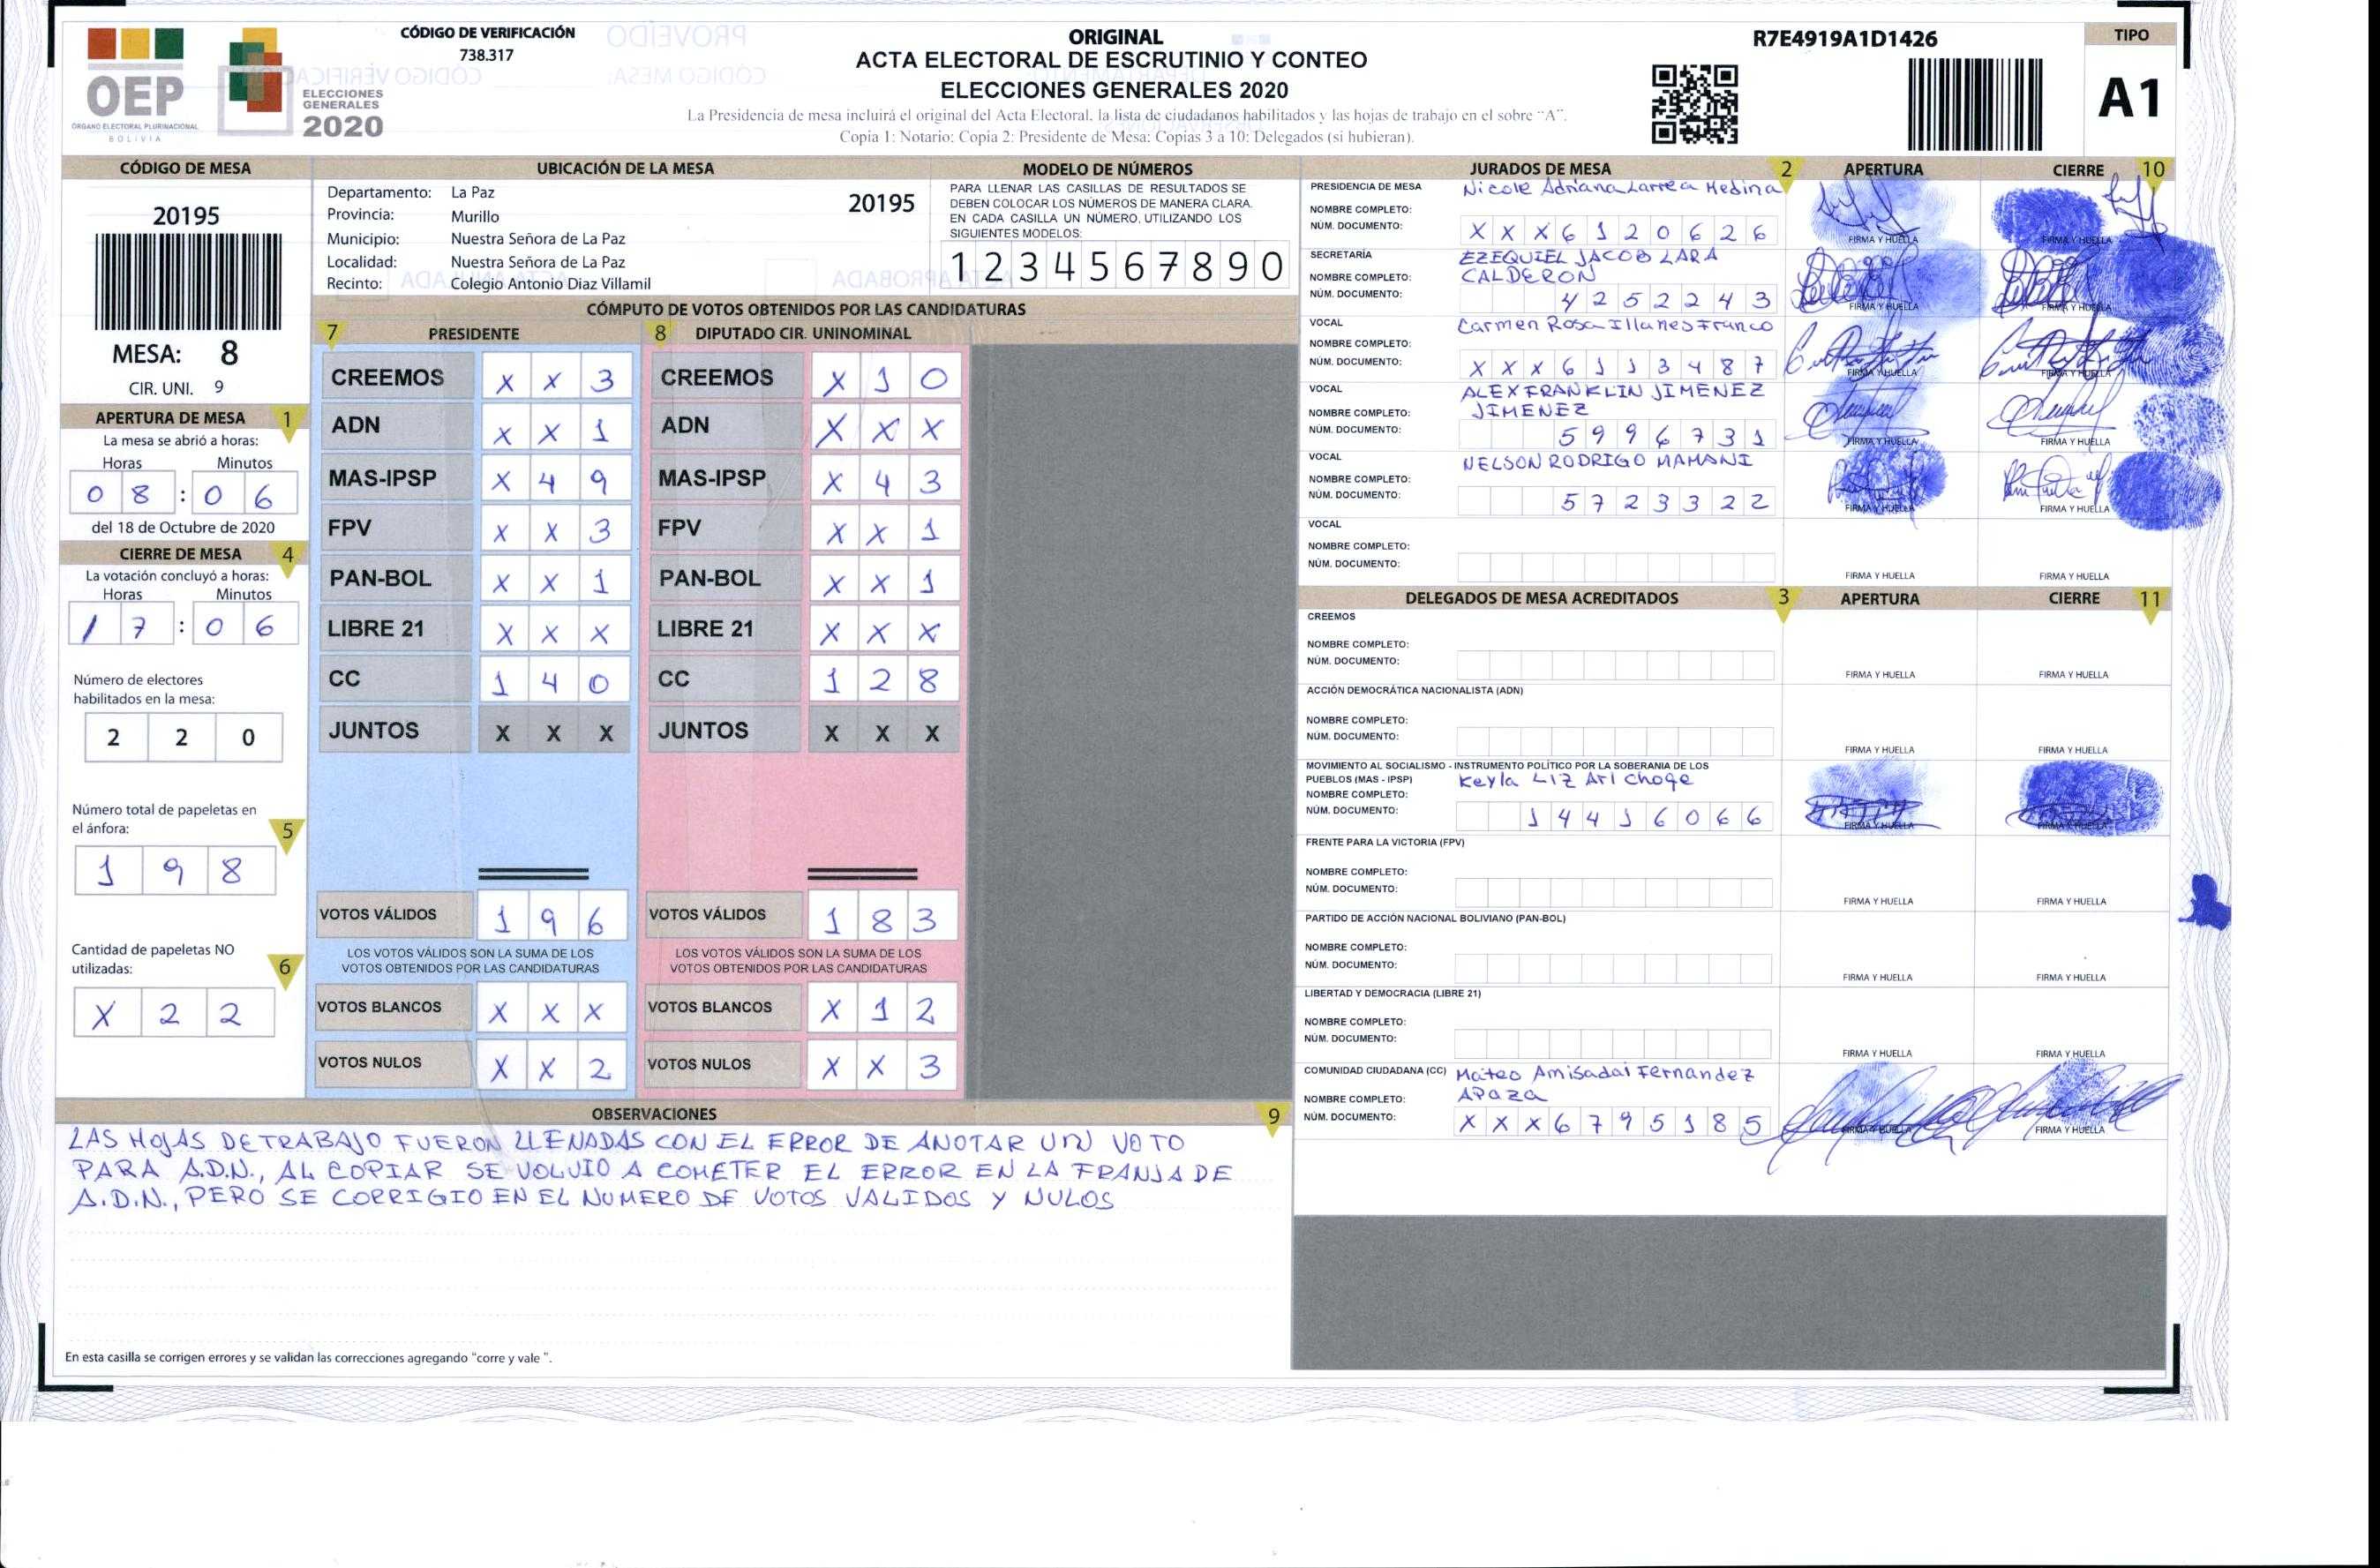 CÓDIGO DE VERIFICACIÓN
738.317
OEP
ÓRGANO ELECTORAL PLURINACIONAL
BOLIVIA
ELECCIONES
GENERALES
2020
ORIGINAL
ACTA ELECTORAL DE ESCRUTINIO Y CONTEO
ELECCIONES GENERALES 2020
La Presidencia de mesa incluirá el original del Acta Electoral, la lista de ciudadanos habilitados y las hojas de trabajo en el sobre “A”.
Copia 1: Notario; Copia 2: Presidente de Mesa; Copias 3 a 10: Delegados (si hubieran).
R7E4919A1D1426
TIPO
A1
CÓDIGO DE MESA
20195
MESA: 8
CIR. UNI. 9
UBICACIÓN DE LA MESA
Departamento: La Paz
20195
Provincia: Murillo
Municipio: Nuestra Señora de La Paz
Localidad: Nuestra Señora de La Paz
Recinto: Colegio Antonio Diaz Villamil
MODELO DE NÚMEROS
PARA LLENAR LAS CASILLAS DE RESULTADOS SE
DEBEN COLOCAR LOS NÚMEROS DE MANERA CLARA.
EN CADA CASILLA UN NÚMERO, UTILIZANDO LOS
SIGUIENTES MODELOS:
1 2 3 4 5 6 7 8 9 0
APERTURA DE MESA 1
La mesa se abrió a horas:
Horas Minutos
0 8 : 0 6
del 18 de Octubre de 2020
CIERRE DE MESA 4
La votación concluyó a horas:
Horas Minutos
1 7 : 0 6
Número de electores
habilitados en la mesa:
2 2 0
Número total de papeletas en
el ánfora: 5
1 9 8
Cantidad de papeletas NO
utilizadas: 6
X 2 2
CÓMPUTO DE VOTOS OBTENIDOS POR LAS CANDIDATURAS
7 PRESIDENTE
CREEMOS X X 3
ADN X X 1
MAS-IPSP X 4 9
FPV X X 3
PAN-BOL X X 1
LIBRE 21 X X X
CC 1 4 0
JUNTOS X X X
VOTOS VÁLIDOS 1 9 6
LOS VOTOS VÁLIDOS SON LA SUMA DE LOS
VOTOS OBTENIDOS POR LAS CANDIDATURAS
VOTOS BLANCOS X X X
VOTOS NULOS X X 2
8 DIPUTADO CIR. UNINOMINAL
CREEMOS X 1 0
ADN X X X
MAS-IPSP X 4 3
FPV X X 1
PAN-BOL X X 1
LIBRE 21 X X X
CC 1 2 8
JUNTOS X X X
VOTOS VÁLIDOS 1 8 3
LOS VOTOS VÁLIDOS SON LA SUMA DE LOS
VOTOS OBTENIDOS POR LAS CANDIDATURAS
VOTOS BLANCOS X 1 2
VOTOS NULOS X X 3
OBSERVACIONES 9
LAS HOJAS DE TRABAJO FUERON LLENADAS CON EL ERROR DE ANOTAR UN VOTO
PARA A.D.N., AL COPIAR SE VOLVIO A COMETER EL ERROR EN LA FRANJA DE
A.D.N., PERO SE CORRIGIO EN EL NUMERO DE VOTOS VALIDOS Y NULOS
En esta casilla se corrigen errores y se validan las correcciones agregando “corre y vale ”.
JURADOS DE MESA 2 APERTURA CIERRE 10
PRESIDENCIA DE MESA
Nicole Adriana Larrea Medina
NOMBRE COMPLETO:
NÚM. DOCUMENTO: X X X 6 1 2 0 6 2 6
FIRMA Y HUELLA FIRMA Y HUELLA
SECRETARÍA
EZEQUIEL JACOB LARA
NOMBRE COMPLETO: CALDERON
NÚM. DOCUMENTO: 4 2 5 2 2 4 3
FIRMA Y HUELLA FIRMA Y HUELLA
VOCAL
Carmen Rosa Illanes Franco
NOMBRE COMPLETO:
NÚM. DOCUMENTO: X X X 6 1 1 3 4 8 7
FIRMA Y HUELLA FIRMA Y HUELLA
VOCAL
ALEX FRANKLIN JIMENEZ
NOMBRE COMPLETO: JIMENEZ
NÚM. DOCUMENTO: 5 9 9 6 7 3 1
FIRMA Y HUELLA FIRMA Y HUELLA
VOCAL
NELSON RODRIGO MAMANI
NOMBRE COMPLETO:
NÚM. DOCUMENTO: 5 7 2 3 3 2 2
FIRMA Y HUELLA FIRMA Y HUELLA
VOCAL
NOMBRE COMPLETO:
NÚM. DOCUMENTO:
FIRMA Y HUELLA FIRMA Y HUELLA
DELEGADOS DE MESA ACREDITADOS 3 APERTURA CIERRE 11
CREEMOS
NOMBRE COMPLETO:
NÚM. DOCUMENTO:
FIRMA Y HUELLA FIRMA Y HUELLA
ACCIÓN DEMOCRÁTICA NACIONALISTA (ADN)
NOMBRE COMPLETO:
NÚM. DOCUMENTO:
FIRMA Y HUELLA FIRMA Y HUELLA
MOVIMIENTO AL SOCIALISMO - INSTRUMENTO POLÍTICO POR LA SOBERANIA DE LOS
PUEBLOS (MAS - IPSP) Keyla Liz Ari Choqe
NOMBRE COMPLETO:
NÚM. DOCUMENTO: 1 4 4 1 6 0 6 6
FIRMA Y HUELLA FIRMA Y HUELLA
FRENTE PARA LA VICTORIA (FPV)
NOMBRE COMPLETO:
NÚM. DOCUMENTO:
FIRMA Y HUELLA FIRMA Y HUELLA
PARTIDO DE ACCIÓN NACIONAL BOLIVIANO (PAN-BOL)
NOMBRE COMPLETO:
NÚM. DOCUMENTO:
FIRMA Y HUELLA FIRMA Y HUELLA
LIBERTAD Y DEMOCRACIA (LIBRE 21)
NOMBRE COMPLETO:
NÚM. DOCUMENTO:
FIRMA Y HUELLA FIRMA Y HUELLA
COMUNIDAD CIUDADANA (CC) Mateo Amisadai Fernandez
NOMBRE COMPLETO: APaza
NÚM. DOCUMENTO: X X X 6 7 9 5 1 8 5
FIRMA Y HUELLA FIRMA Y HUELLA